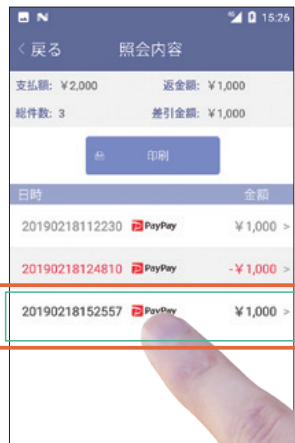 N 4G 15:26
< 戻る 照会内容
支払額: ¥2,000 返金額: ¥1,000
総件数: 3 差引金額: ¥1,000
印刷
日時 金額
20190218112230 PayPay ¥1,000 >
20190218124810 PayPay -¥1,000 >
20190218152557 PayPay ¥1,000 >